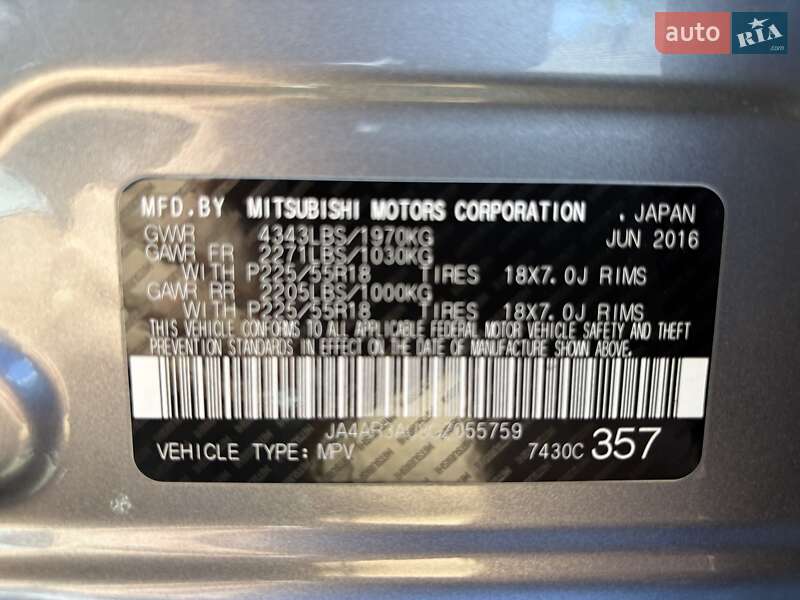 auto RIA .com
MFD.BY MITSUBISHI MOTORS CORPORATION . JAPAN
GVWR 4343LBS/1970KG JUN 2016
GAWR FR 2271LBS/1030KG
WITH P225/55R18 TIRES 18X7.0J RIMS
GAWR RR 2205LBS/1000KG
WITH P225/55R18 TIRES 18X7.0J RIMS
THIS VEHICLE CONFORMS TO ALL APPLICABLE FEDERAL MOTOR VEHICLE SAFETY AND THEFT
PREVENTION STANDARDS IN EFFECT ON THE DATE OF MANUFACTURE SHOWN ABOVE.
VEHICLE TYPE: MPV 7430C 357